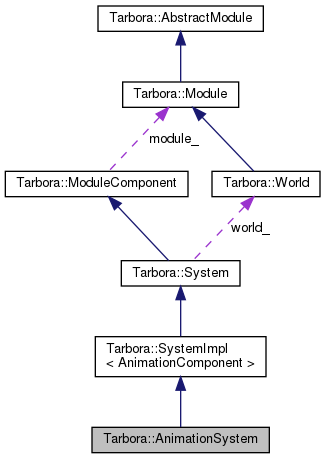 Tarbora::AbstractModule
Tarbora::Module
module_
Tarbora::ModuleComponent
Tarbora::World
world_
Tarbora::System
Tarbora::SystemImpl
< AnimationComponent >
Tarbora::AnimationSystem